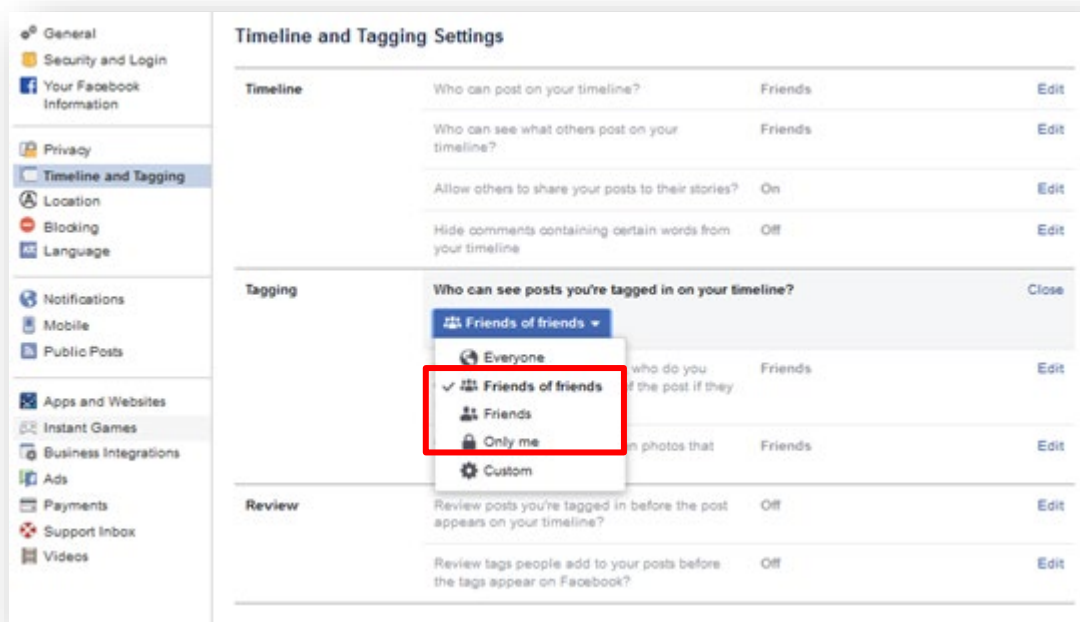 General
Security and Login
Your Facebook
Information
Privacy
Timeline and Tagging
Location
Blocking
Language
Notifications
Mobile
Public Posts
Apps and Websites
Instant Games
Business Integrations
Ads
Payments
Support Inbox
Videos
Timeline and Tagging Settings
Timeline
Who can post on your timeline? Friends Edit
Who can see what others post on your Friends Edit
timeline?
Allow others to share your posts to their stories? On Edit
Hide comments containing certain words from Off Edit
your timeline
Tagging
Who can see posts you're tagged in on your timeline? Close
Friends of friends
Everyone
Friends of friends
Friends
Only me
Custom
who do you Friends Edit
of the post if they
photos that Friends Edit
Review
Review posts you're tagged in before the post Off Edit
appears on your timeline?
Review tags people add to your posts before Off Edit
the tags appear on Facebook?